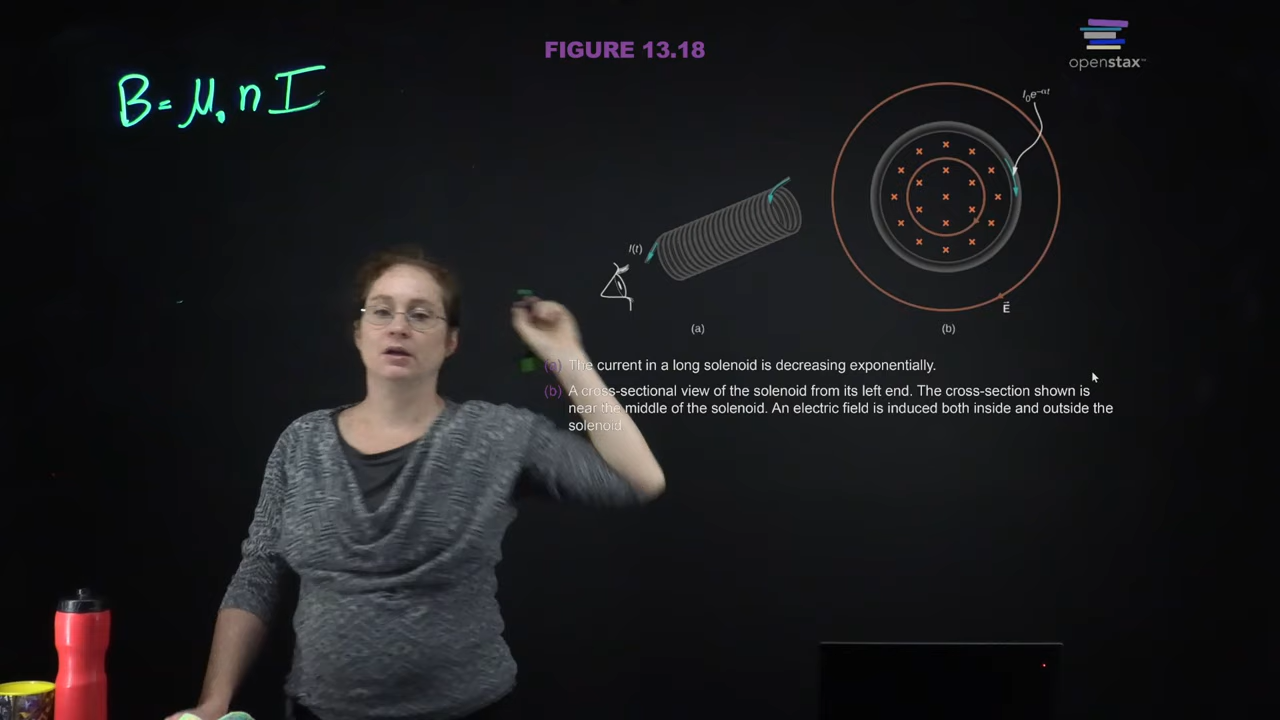 B = μ₀ n I
FIGURE 13.18
openstax™
I₀e⁻ᵅᵗ
I(t)
E⃗
(a)
(b)
(a) The current in a long solenoid is decreasing exponentially.
(b) A cross-sectional view of the solenoid from its left end. The cross-section shown is
near the middle of the solenoid. An electric field is induced both inside and outside the
solenoid